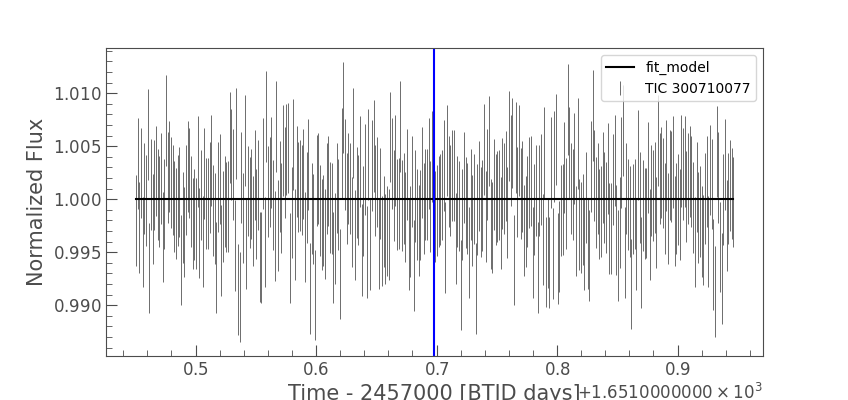 fit_model
TIC 300710077
1.010
1.005
1.000
0.995
0.990
Normalized Flux
0.5 0.6 0.7 0.8 0.9
Time - 2457000 [BTJD days]
+1.6510000000 × 10³